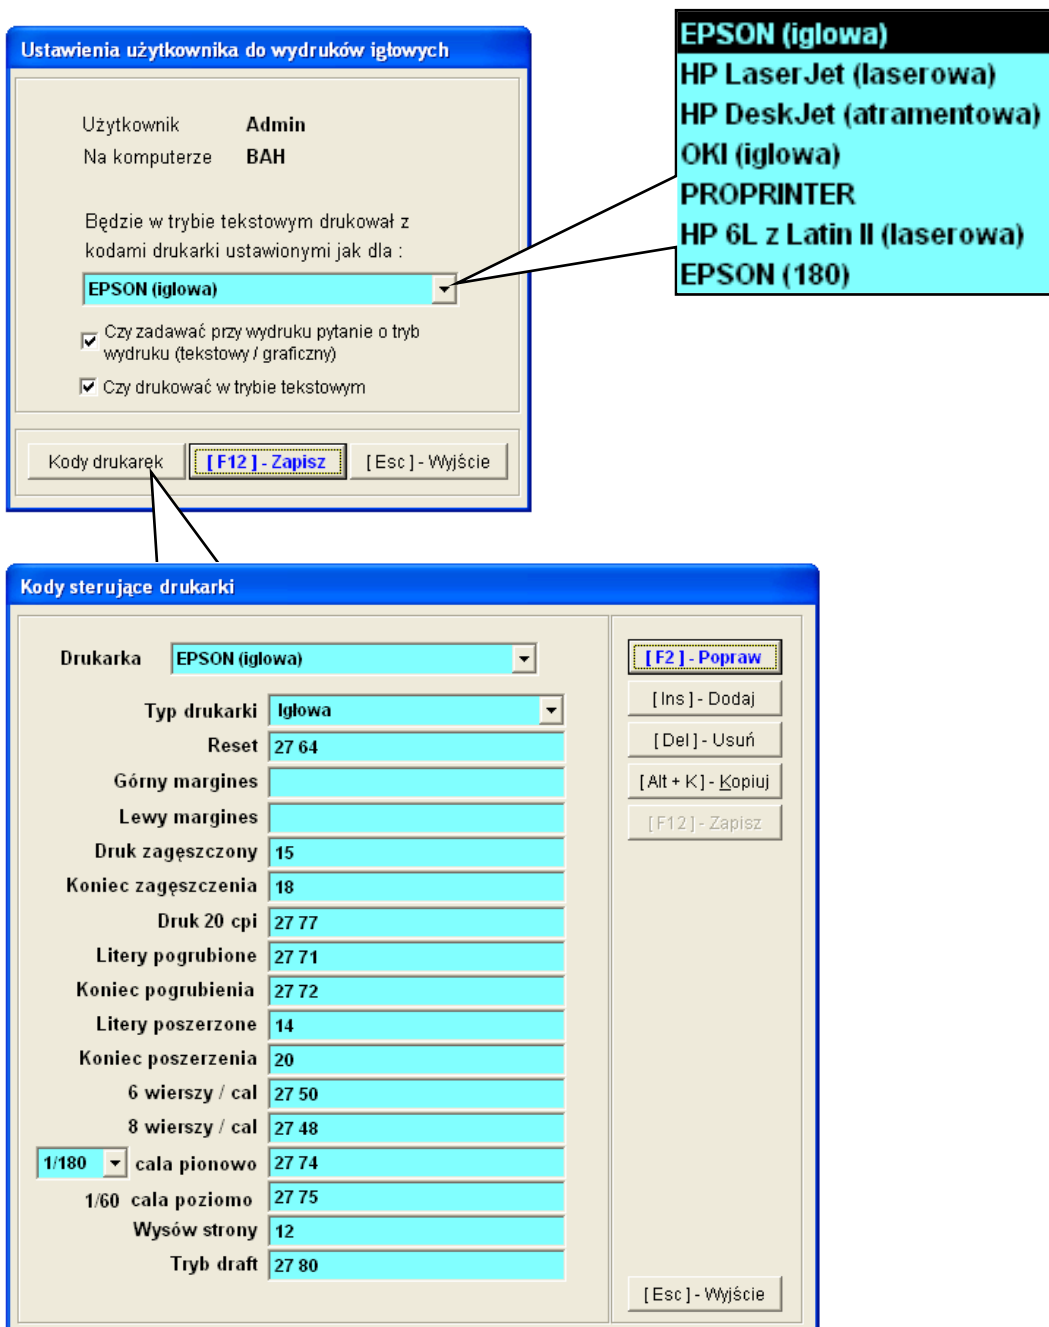 Ustawienia użytkownika do wydruków igłowych
Użytkownik Admin
Na komputerze BAH
Będzie w trybie tekstowym drukował z
kodami drukarki ustawionymi jak dla :
EPSON (iglowa)
Czy zadawać przy wydruku pytanie o tryb
wydruku (tekstowy / graficzny)
Czy drukować w trybie tekstowym
Kody drukarek [ F12 ] - Zapisz [ Esc ] - Wyjście
EPSON (iglowa)
HP LaserJet (laserowa)
HP DeskJet (atramentowa)
OKI (iglowa)
PROPRINTER
HP 6L z Latin II (laserowa)
EPSON (180)
Kody sterujące drukarki
Drukarka EPSON (iglowa)
Typ drukarki Igłowa
Reset 27 64
Górny margines
Lewy margines
Druk zagęszczony 15
Koniec zagęszczenia 18
Druk 20 cpi 27 77
Litery pogrubione 27 71
Koniec pogrubienia 27 72
Litery poszerzone 14
Koniec poszerzenia 20
6 wierszy / cal 27 50
8 wierszy / cal 27 48
1/180 cala pionowo 27 74
1/60 cala poziomo 27 75
Wysów strony 12
Tryb draft 27 80
[ F2 ] - Popraw
[ Ins ] - Dodaj
[ Del ] - Usuń
[ Alt + K ] - Kopiuj
[ F12 ] - Zapisz
[ Esc ] - Wyjście